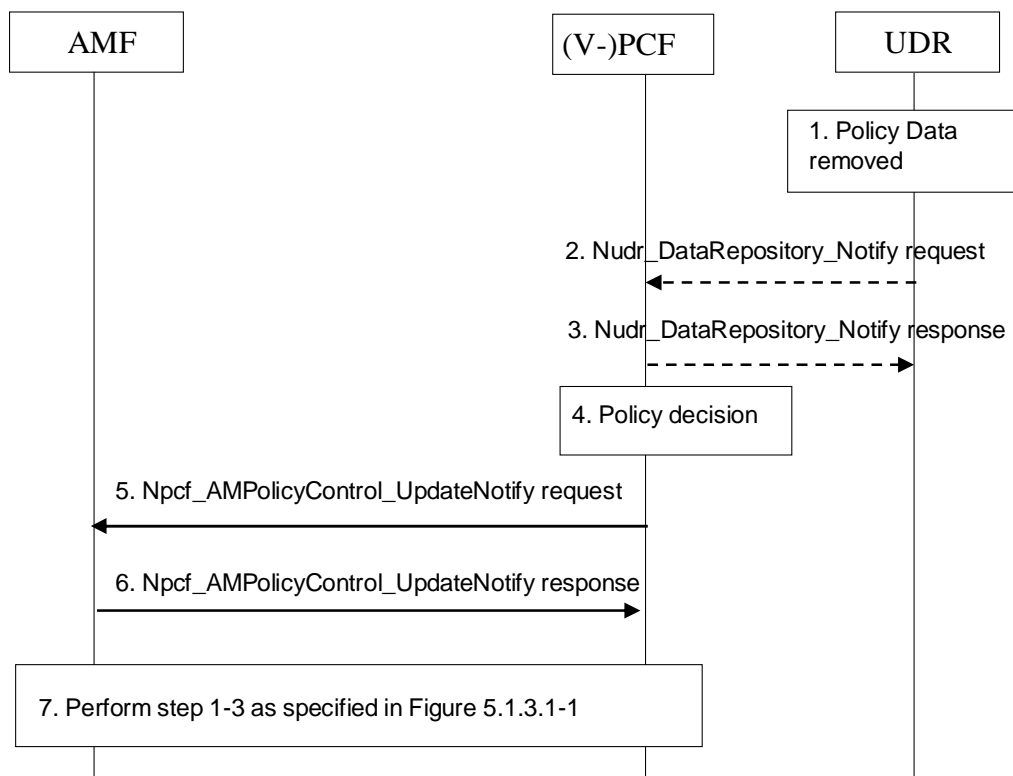 AMF
(V-)PCF
UDR
1. Policy Data
removed
2. Nudr_DataRepository_Notify request
3. Nudr_DataRepository_Notify response
4. Policy decision
5. Npcf_AMPolicyControl_UpdateNotify request
6. Npcf_AMPolicyControl_UpdateNotify response
7. Perform step 1-3 as specified in Figure 5.1.3.1-1